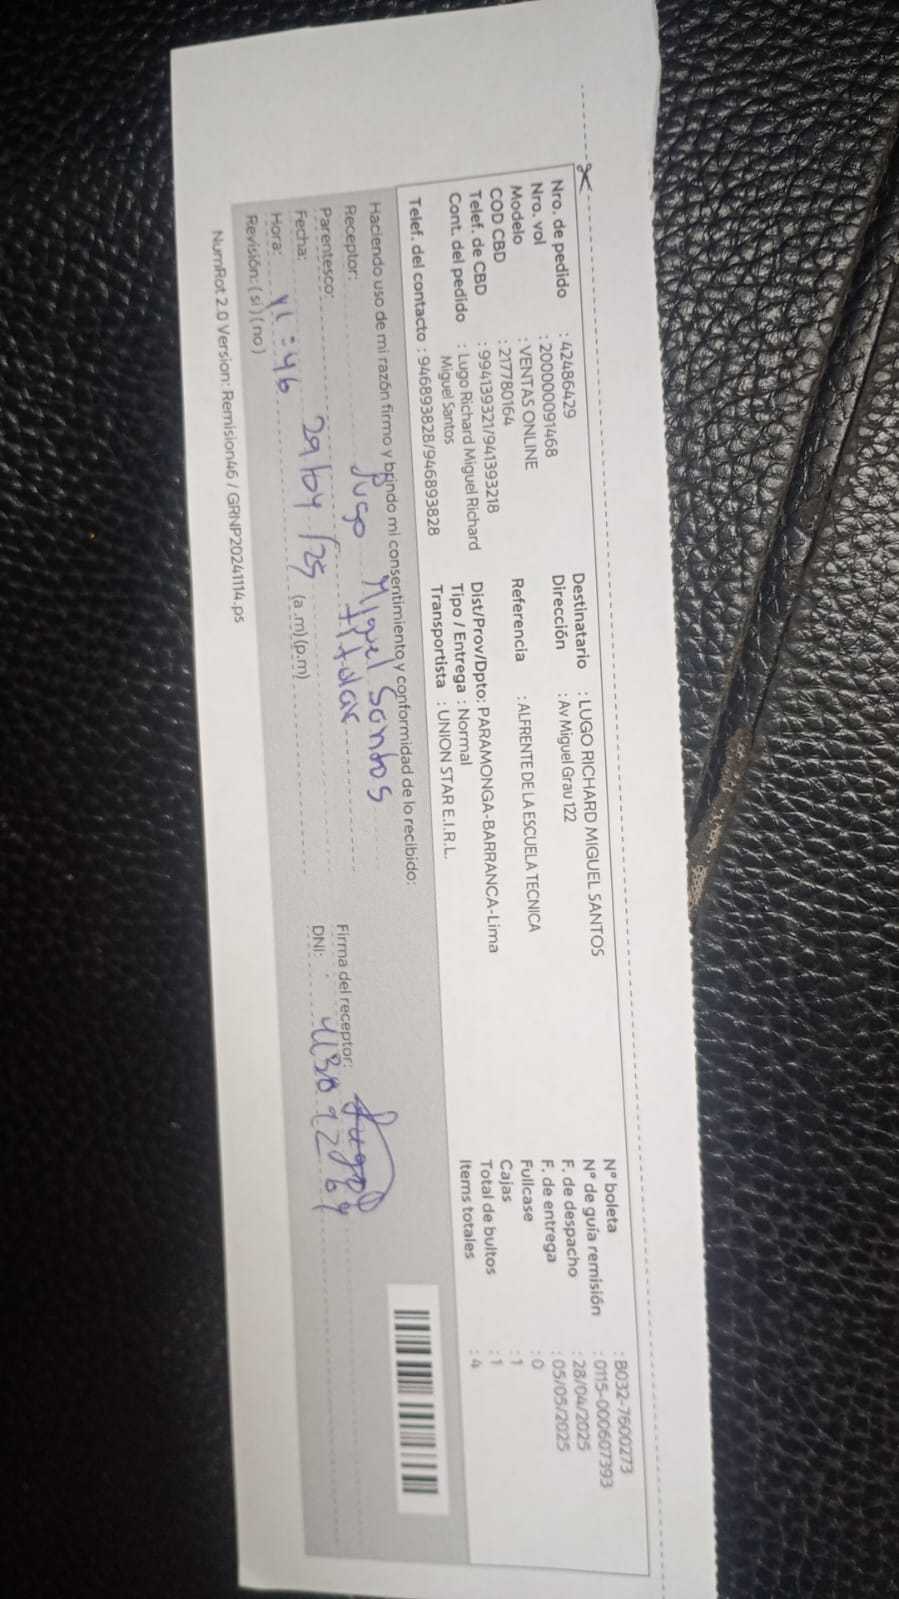 Nro. de pedido : 42486429
Nro. vol : 200000091468
Modelo : VENTAS ONLINE
COD CBD : 217780164
Telef. de CBD : 994139321/941393218
Cont. del pedido : Lugo Richard Miguel Richard
Miguel Santos
Telef. del contacto : 946893828/946893828
Destinatario : LUGO RICHARD MIGUEL SANTOS
Dirección : Av Miguel Grau 122
Referencia : ALFRENTE DE LA ESCUELA TECNICA
Dist/Prov/Dpto: PARAMONGA-BARRANCA-Lima
Tipo / Entrega : Normal
Transportista : UNION STAR E.I.R.L.
N° boleta : B032-7600273
N° de guía remisión : 0115-000607393
F. de despacho : 28/04/2025
F. de entrega : 05/05/2025
Fullcase : 0
Cajas : 1
Total de bultos : 1
Items totales : 4
Haciendo uso de mi razón firmo y brindo mi consentimiento y conformidad de lo recibido:
Receptor: Lugo Miguel Santos
Parentesco: Titular
Fecha: 29/04/25
Hora: :46 (a.m)(p.m)
Revisión: ( si ) ( no )
Firma del receptor:
DNI:
NumRot 2.0 Version: Remision46 / GRNP20241114.ps